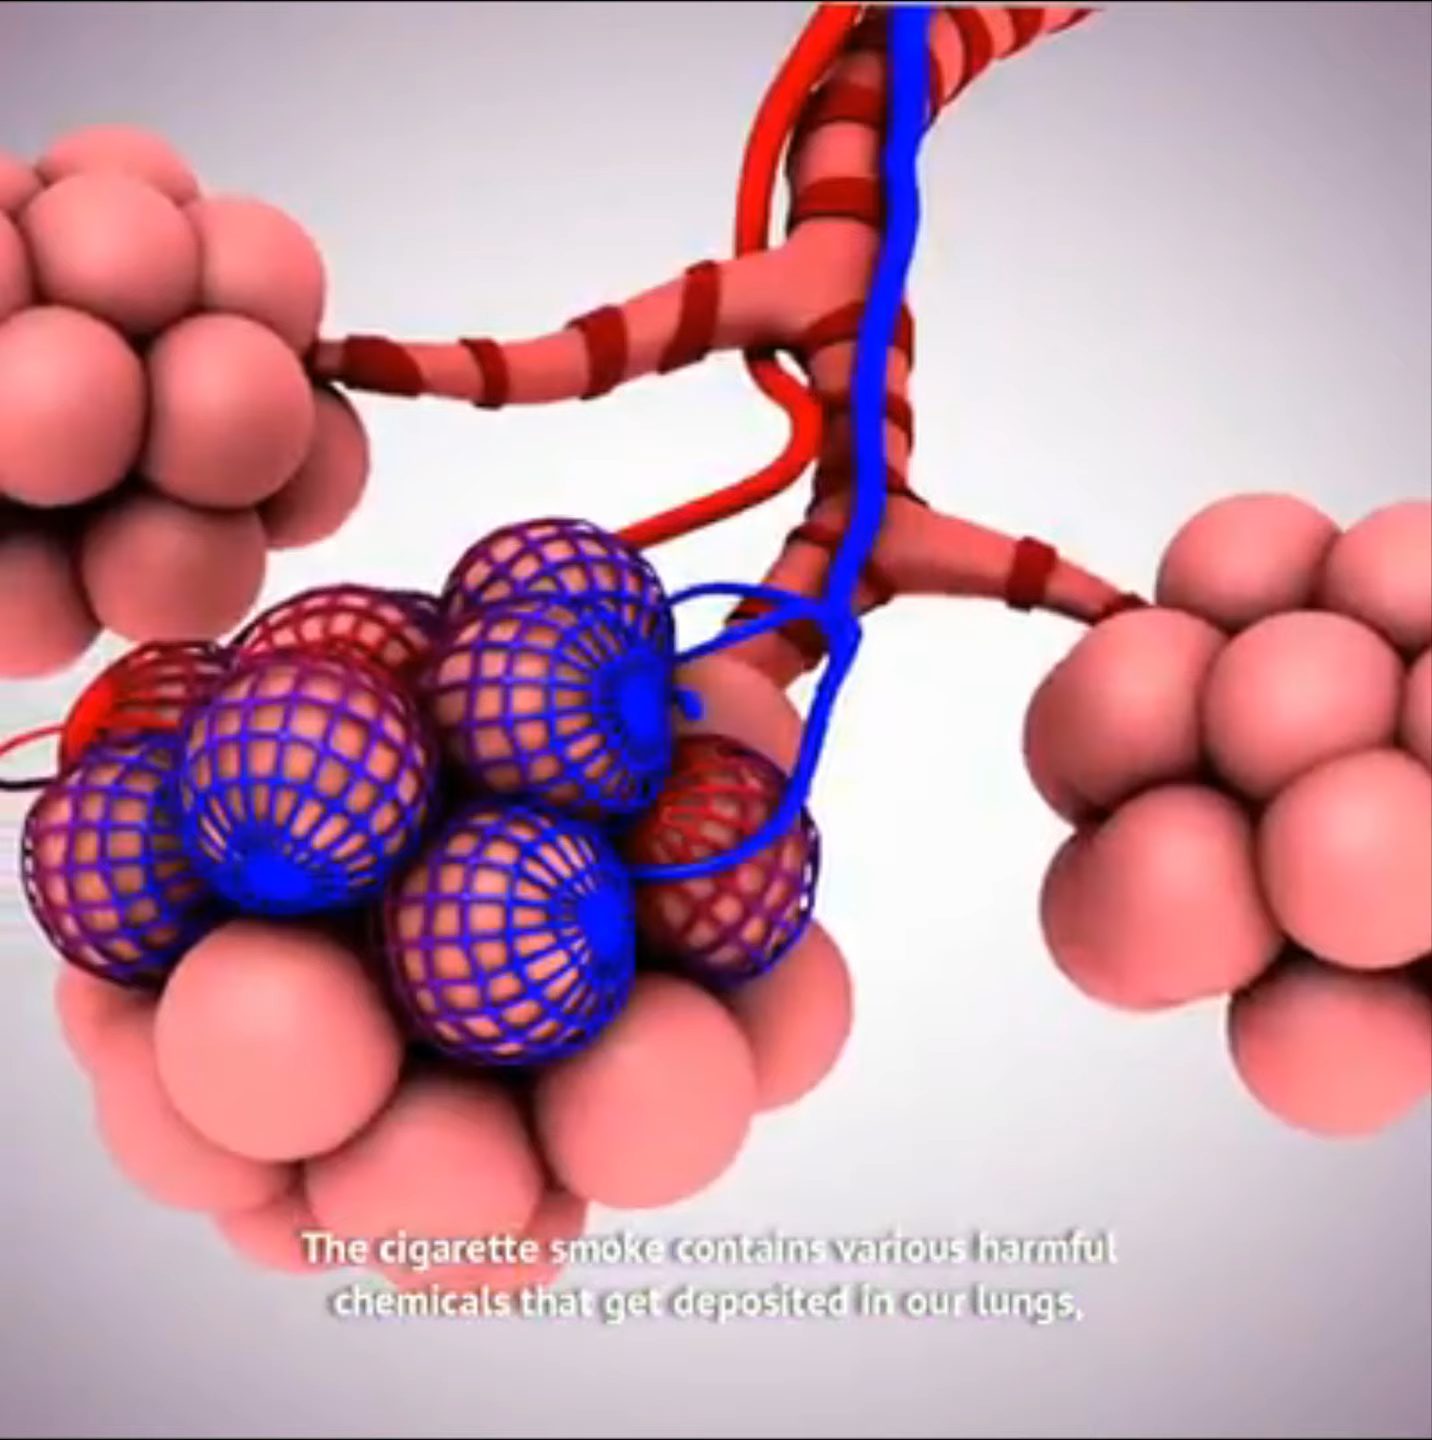 The cigarette smoke contains various harmful
chemicals that get deposited in our lungs,